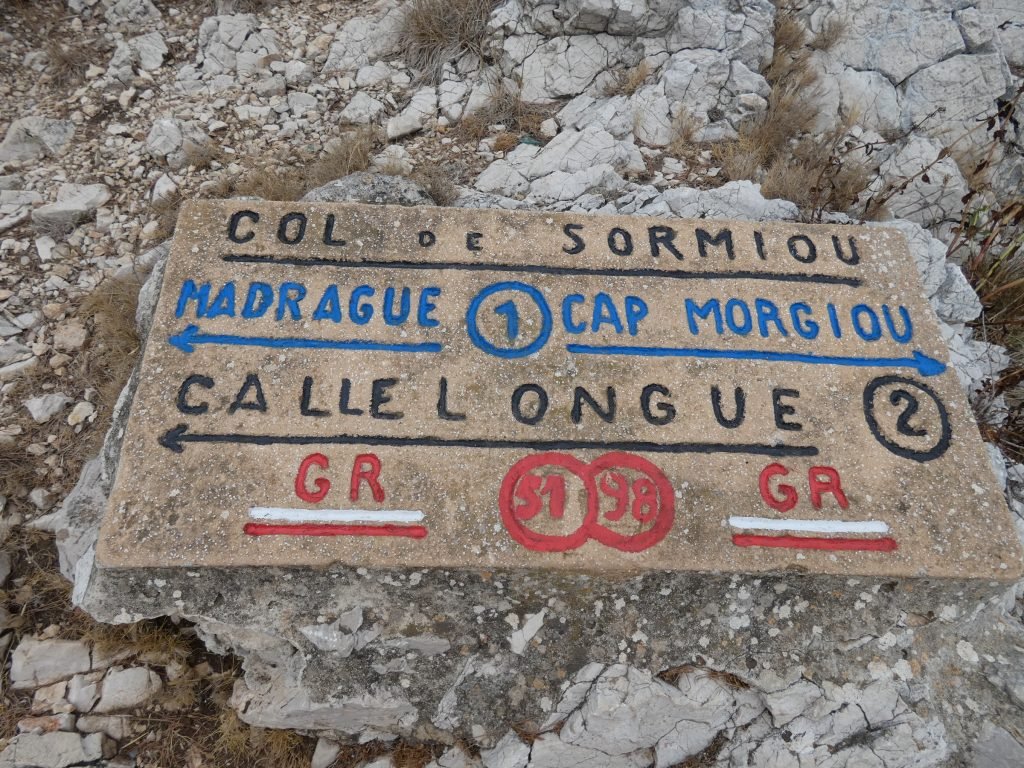 COL DE SORMIOU
MADRAGUE 1 CAP MORGIOU
CALLELONGUE 2
GR 51 98 GR